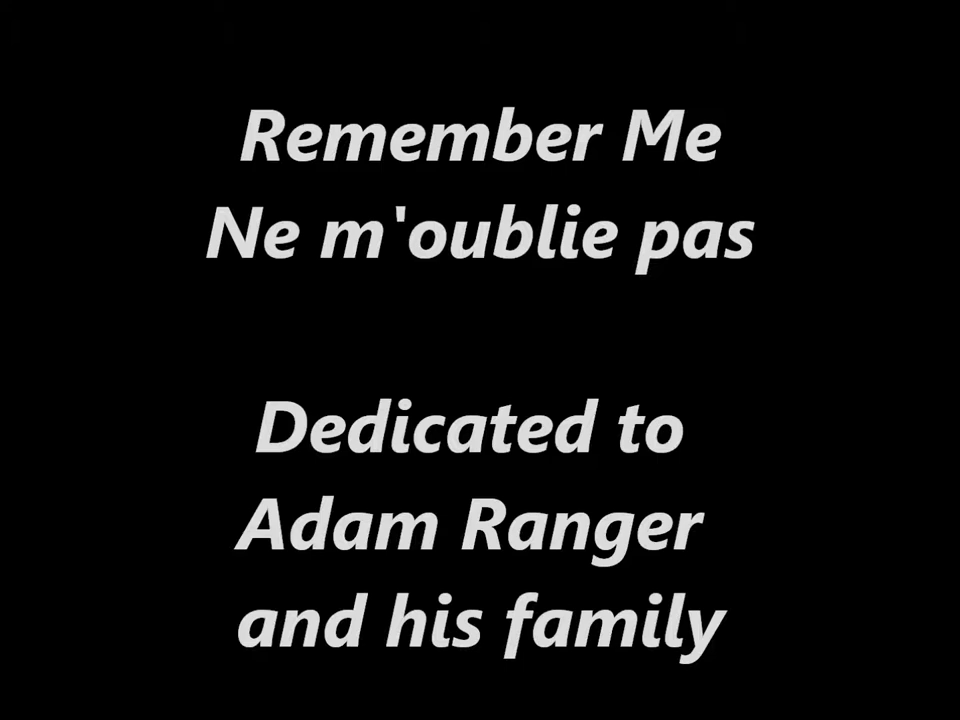 Remember Me
Ne m'oublie pas
Dedicated to
Adam Ranger
and his family